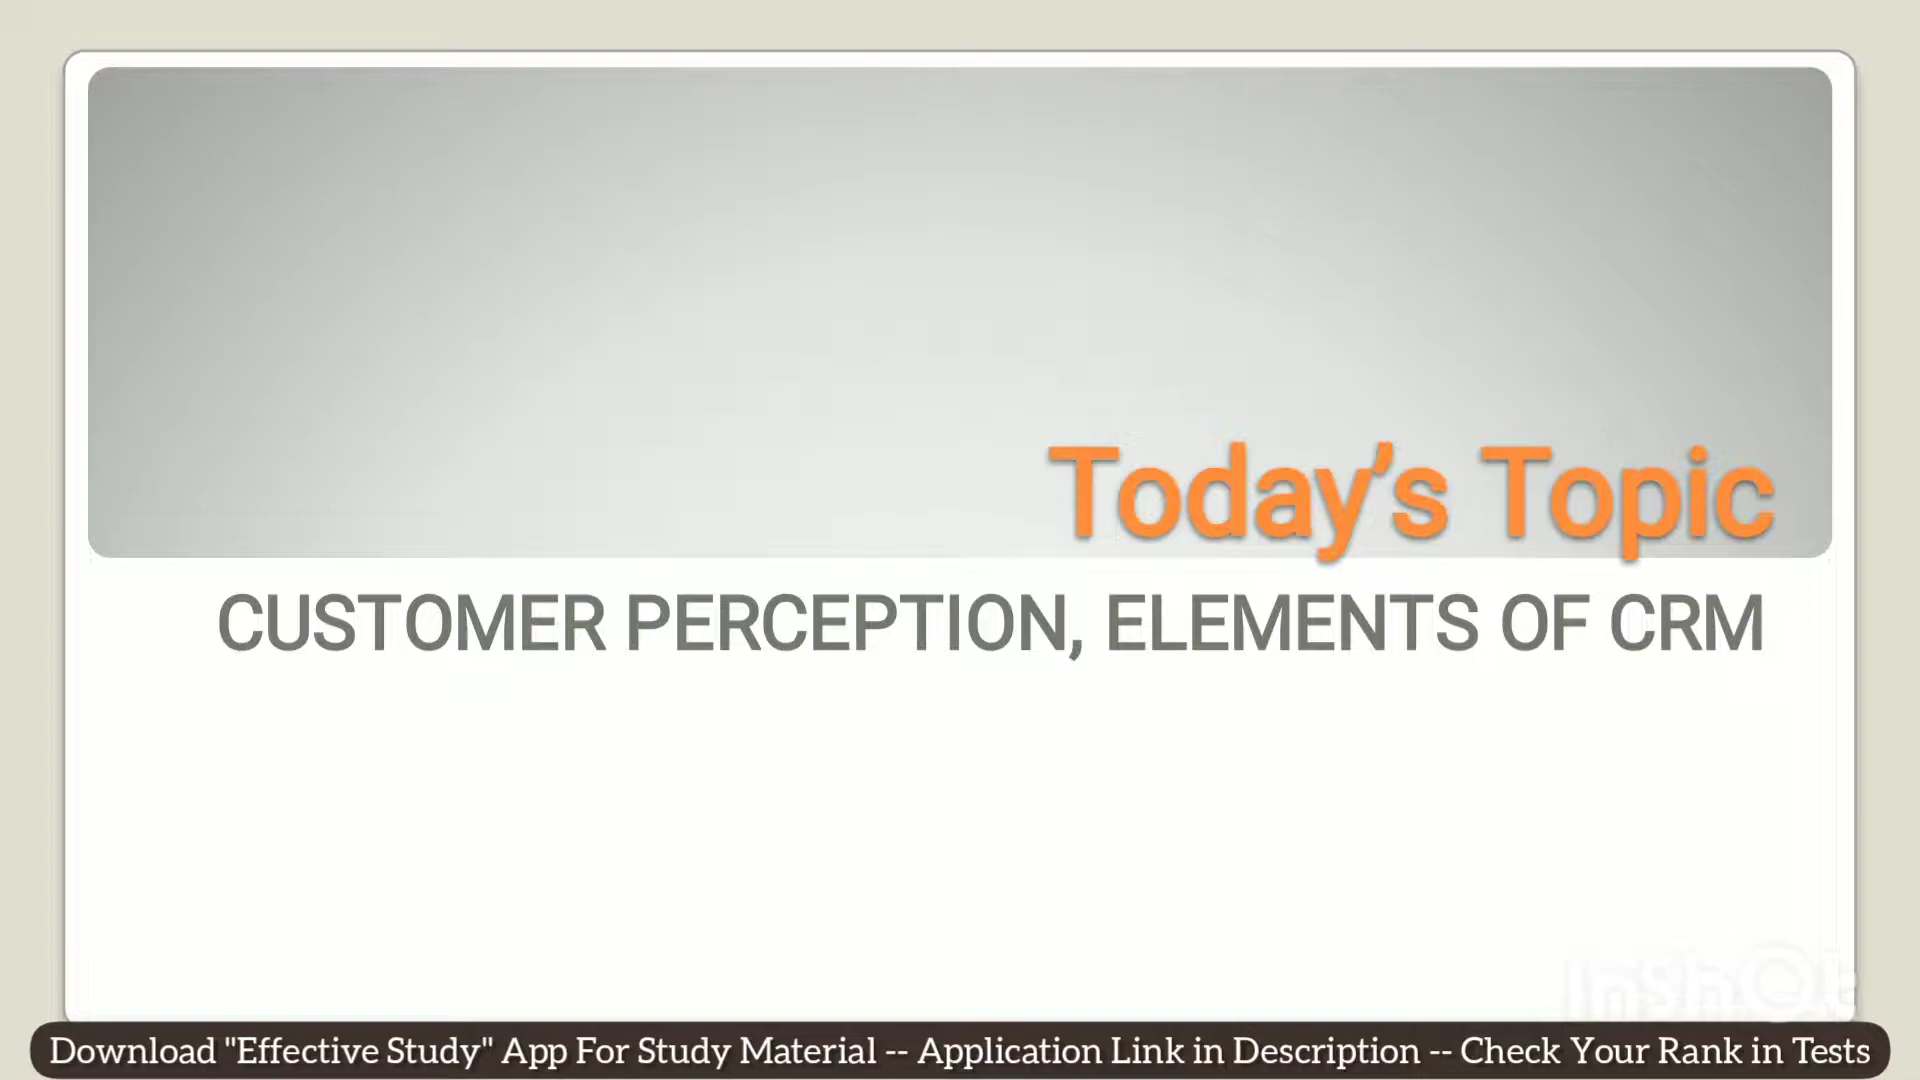 Today’s Topic
CUSTOMER PERCEPTION, ELEMENTS OF CRM
InShot
Download "Effective Study" App For Study Material -- Application Link in Description -- Check Your Rank in Tests